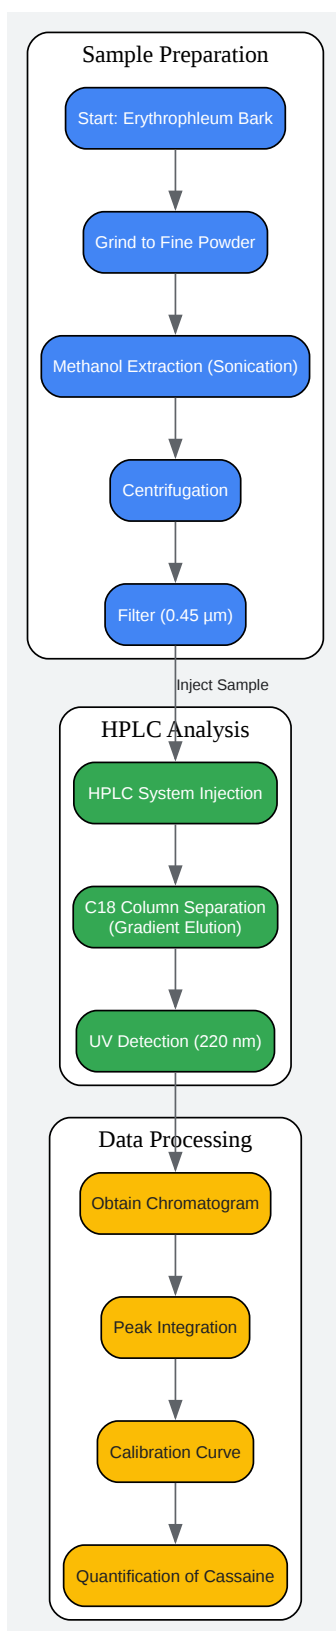 Sample Preparation
Start: Erythrophleum Bark
Grind to Fine Powder
Methanol Extraction (Sonication)
Centrifugation
Filter (0.45 µm)
Inject Sample
HPLC Analysis
HPLC System Injection
C18 Column Separation
(Gradient Elution)
UV Detection (220 nm)
Data Processing
Obtain Chromatogram
Peak Integration
Calibration Curve
Quantification of Cassaine